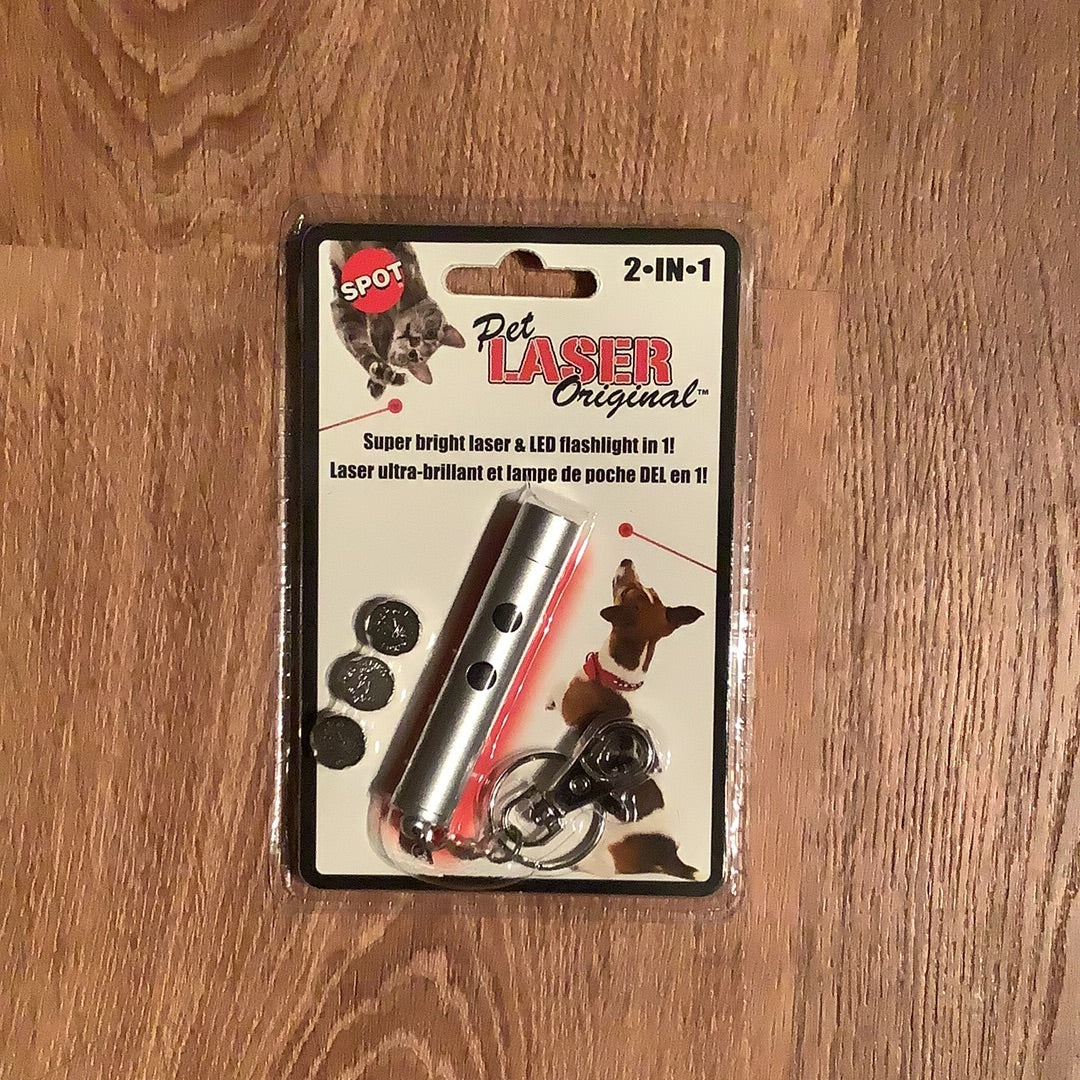 SPOT
2•IN•1
Pet
LASER
Original™
Super bright laser & LED flashlight in 1!
Laser ultra-brillant et lampe de poche DEL en 1!